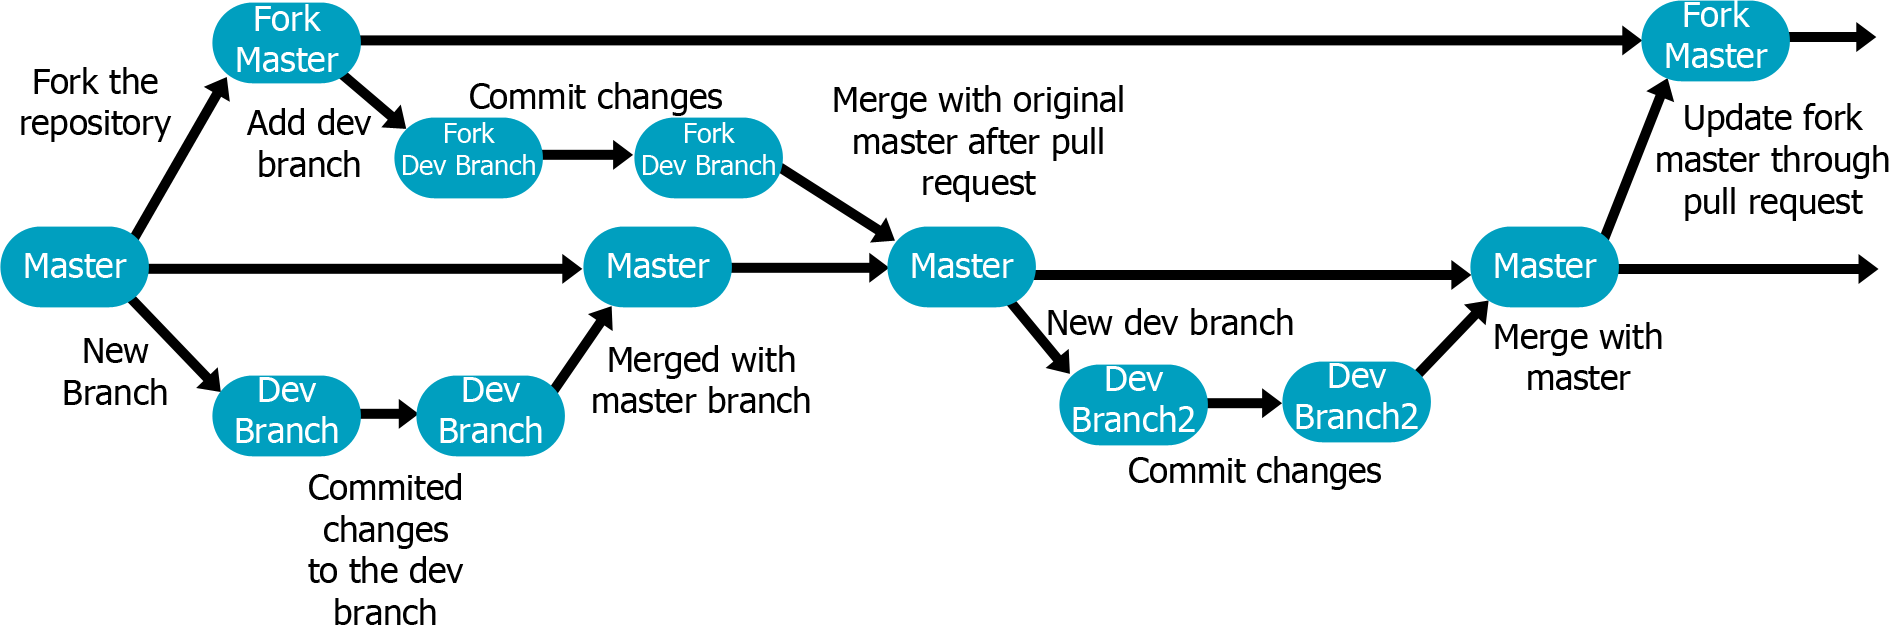 Fork
Master
Fork
Master
Fork the
repository
Add dev
branch
Commit changes
Fork
Dev Branch
Fork
Dev Branch
Merge with original
master after pull
request
Update fork
master through
pull request
Master
Master
Master
Master
New
Branch
Dev
Branch
Dev
Branch
Merged with
master branch
New dev branch
Dev
Branch2
Dev
Branch2
Merge with
master
Commited
changes
to the dev
branch
Commit changes